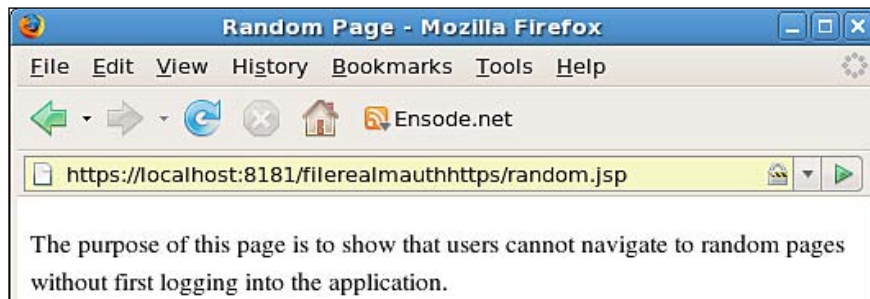 Random Page - Mozilla Firefox
File Edit View History Bookmarks Tools Help
Ensode.net
https://localhost:8181/filerealmauthhttps/random.jsp
The purpose of this page is to show that users cannot navigate to random pages
without first logging into the application.